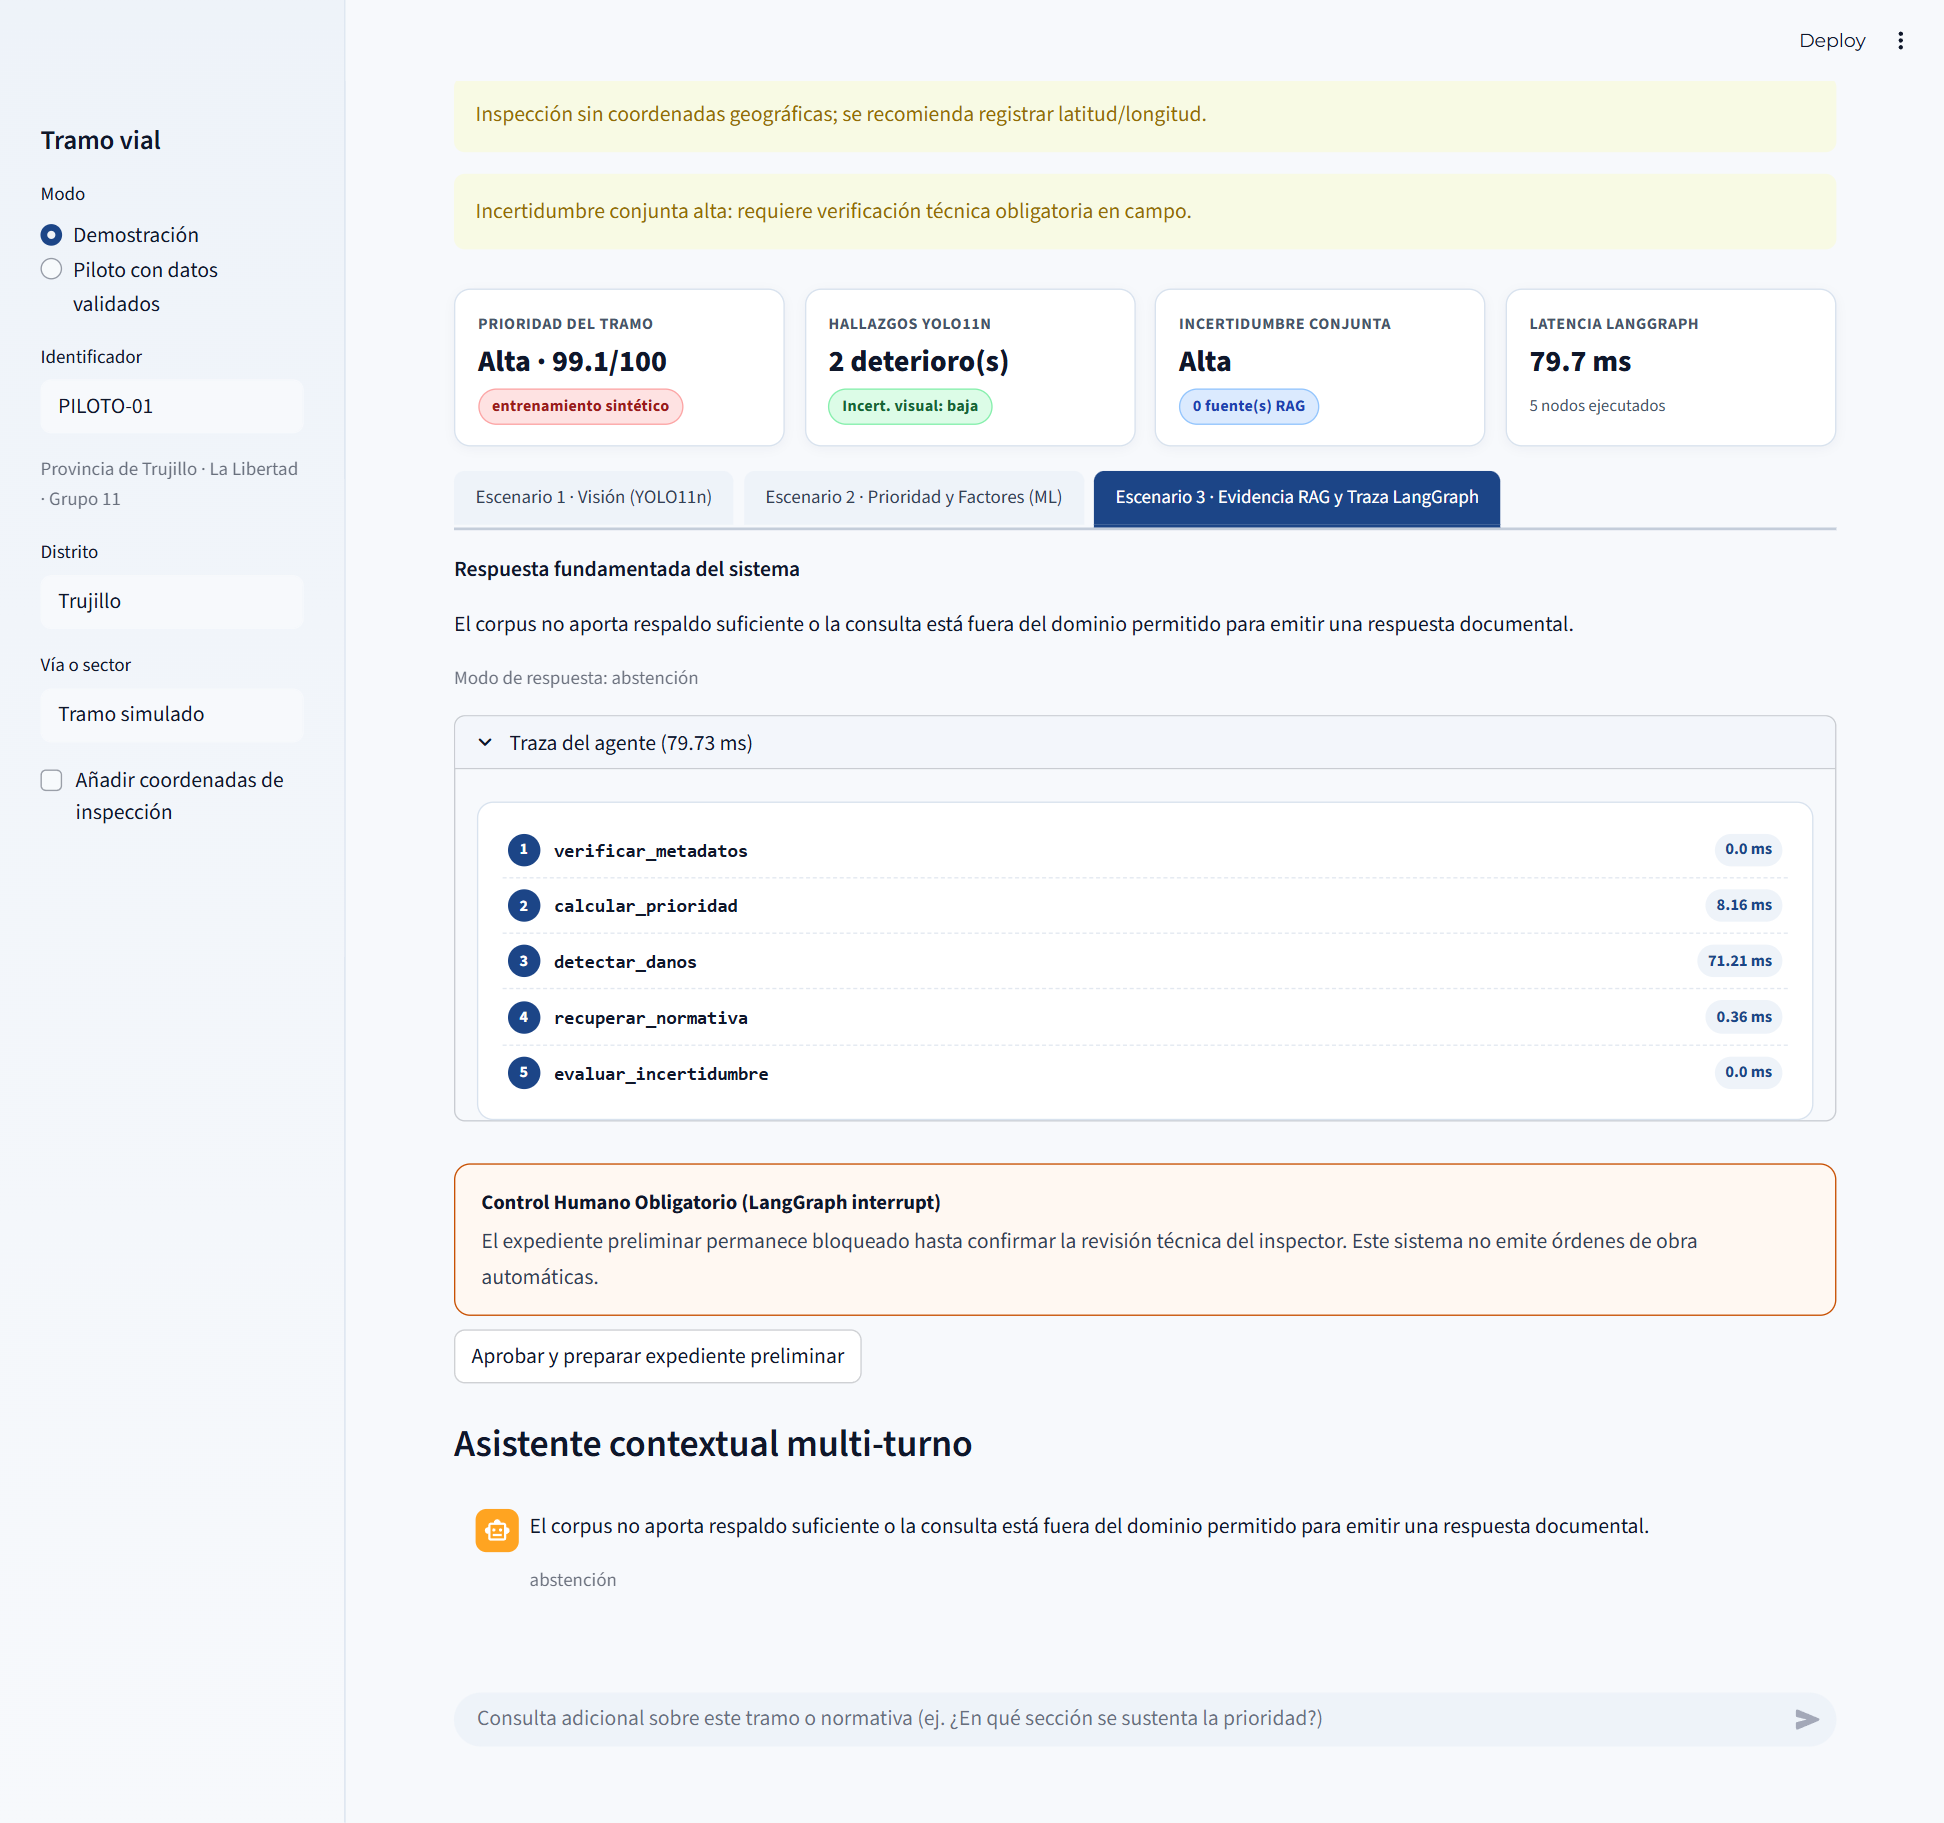 Deploy
Tramo vial
Modo
Demostración
Piloto con datos
validados
Identificador
PILOTO-01
Provincia de Trujillo · La Libertad
· Grupo 11
Distrito
Trujillo
Vía o sector
Tramo simulado
Añadir coordenadas de
inspección
Inspección sin coordenadas geográficas; se recomienda registrar latitud/longitud.
Incertidumbre conjunta alta: requiere verificación técnica obligatoria en campo.
PRIORIDAD DEL TRAMO
Alta · 99.1/100
entrenamiento sintético
HALLAZGOS YOLO11N
2 deterioro(s)
Incert. visual: baja
INCERTIDUMBRE CONJUNTA
Alta
0 fuente(s) RAG
LATENCIA LANGGRAPH
79.7 ms
5 nodos ejecutados
Escenario 1 · Visión (YOLO11n)
Escenario 2 · Prioridad y Factores (ML)
Escenario 3 · Evidencia RAG y Traza LangGraph
Respuesta fundamentada del sistema
El corpus no aporta respaldo suficiente o la consulta está fuera del dominio permitido para emitir una respuesta documental.
Modo de respuesta: abstención
Traza del agente (79.73 ms)
1 verificar_metadatos 0.0 ms
2 calcular_prioridad 8.16 ms
3 detectar_danos 71.21 ms
4 recuperar_normativa 0.36 ms
5 evaluar_incertidumbre 0.0 ms
Control Humano Obligatorio (LangGraph interrupt)
El expediente preliminar permanece bloqueado hasta confirmar la revisión técnica del inspector. Este sistema no emite órdenes de obra
automáticas.
Aprobar y preparar expediente preliminar
Asistente contextual multi-turno
El corpus no aporta respaldo suficiente o la consulta está fuera del dominio permitido para emitir una respuesta documental.
abstención
Consulta adicional sobre este tramo o normativa (ej. ¿En qué sección se sustenta la prioridad?)